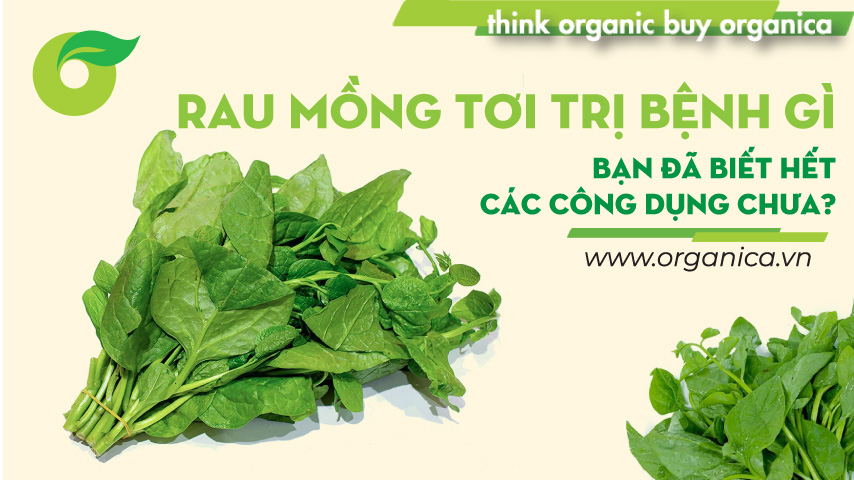 think organic buy organica
RAU MỒNG TƠI TRỊ BỆNH GÌ
BẠN ĐÃ BIẾT HẾT
CÁC CÔNG DỤNG CHƯA?
www.organica.vn